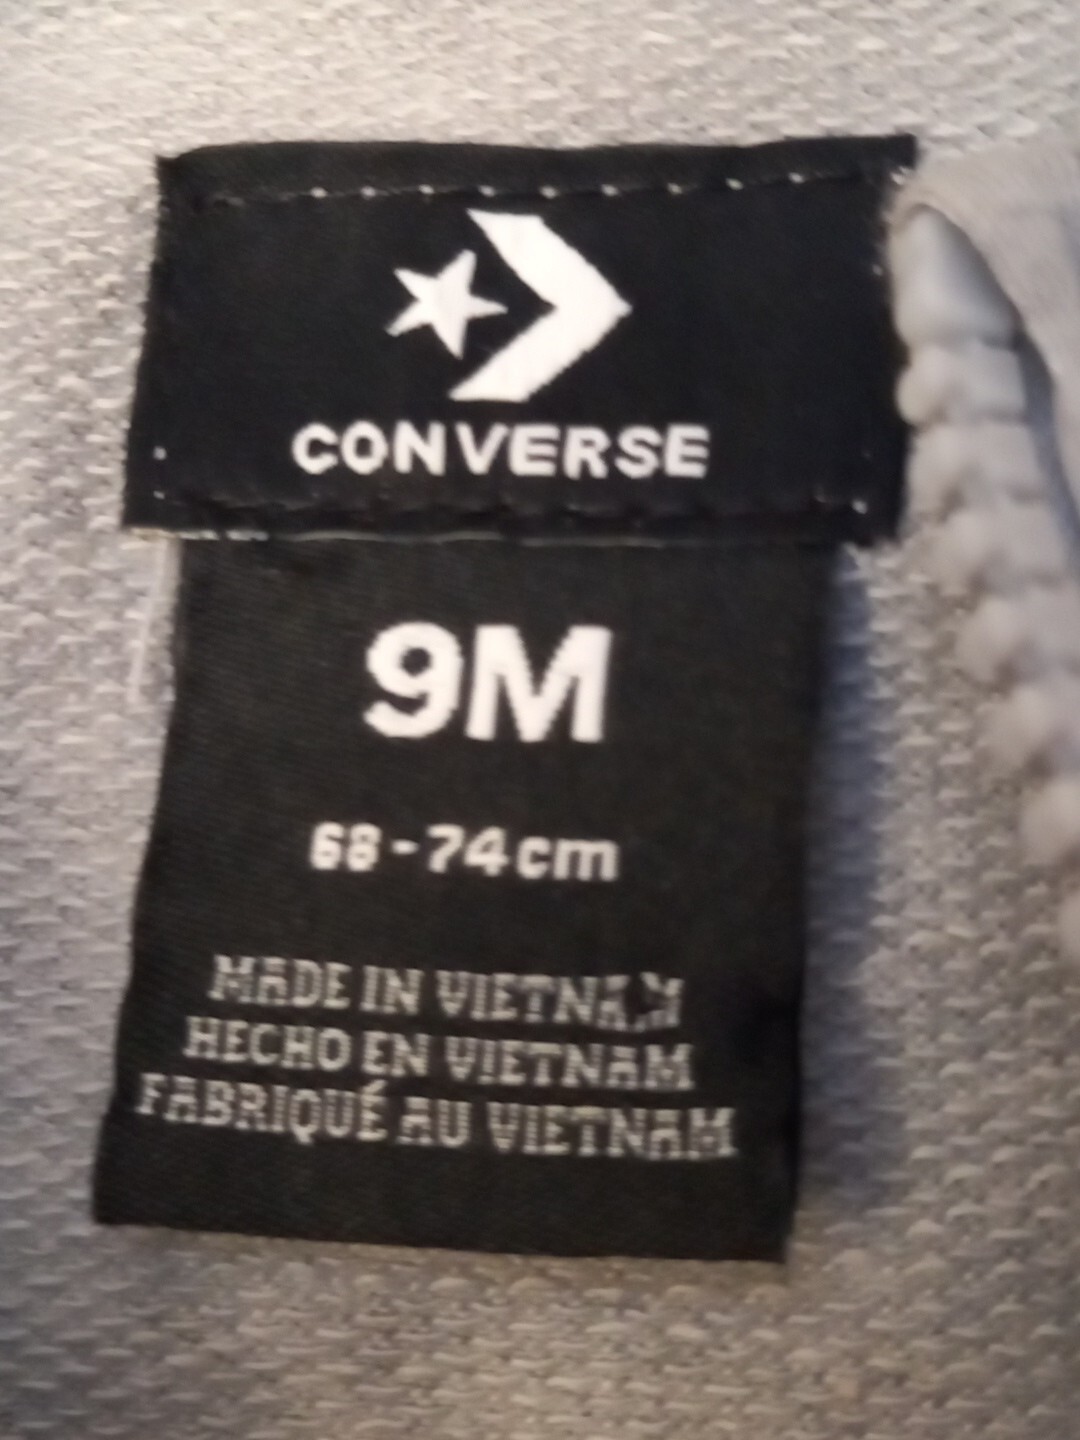 CONVERSE
9M
68-74cm
MADE IN VIETNAM
HECHO EN VIETNAM
FABRIQUÉ AU VIETNAM